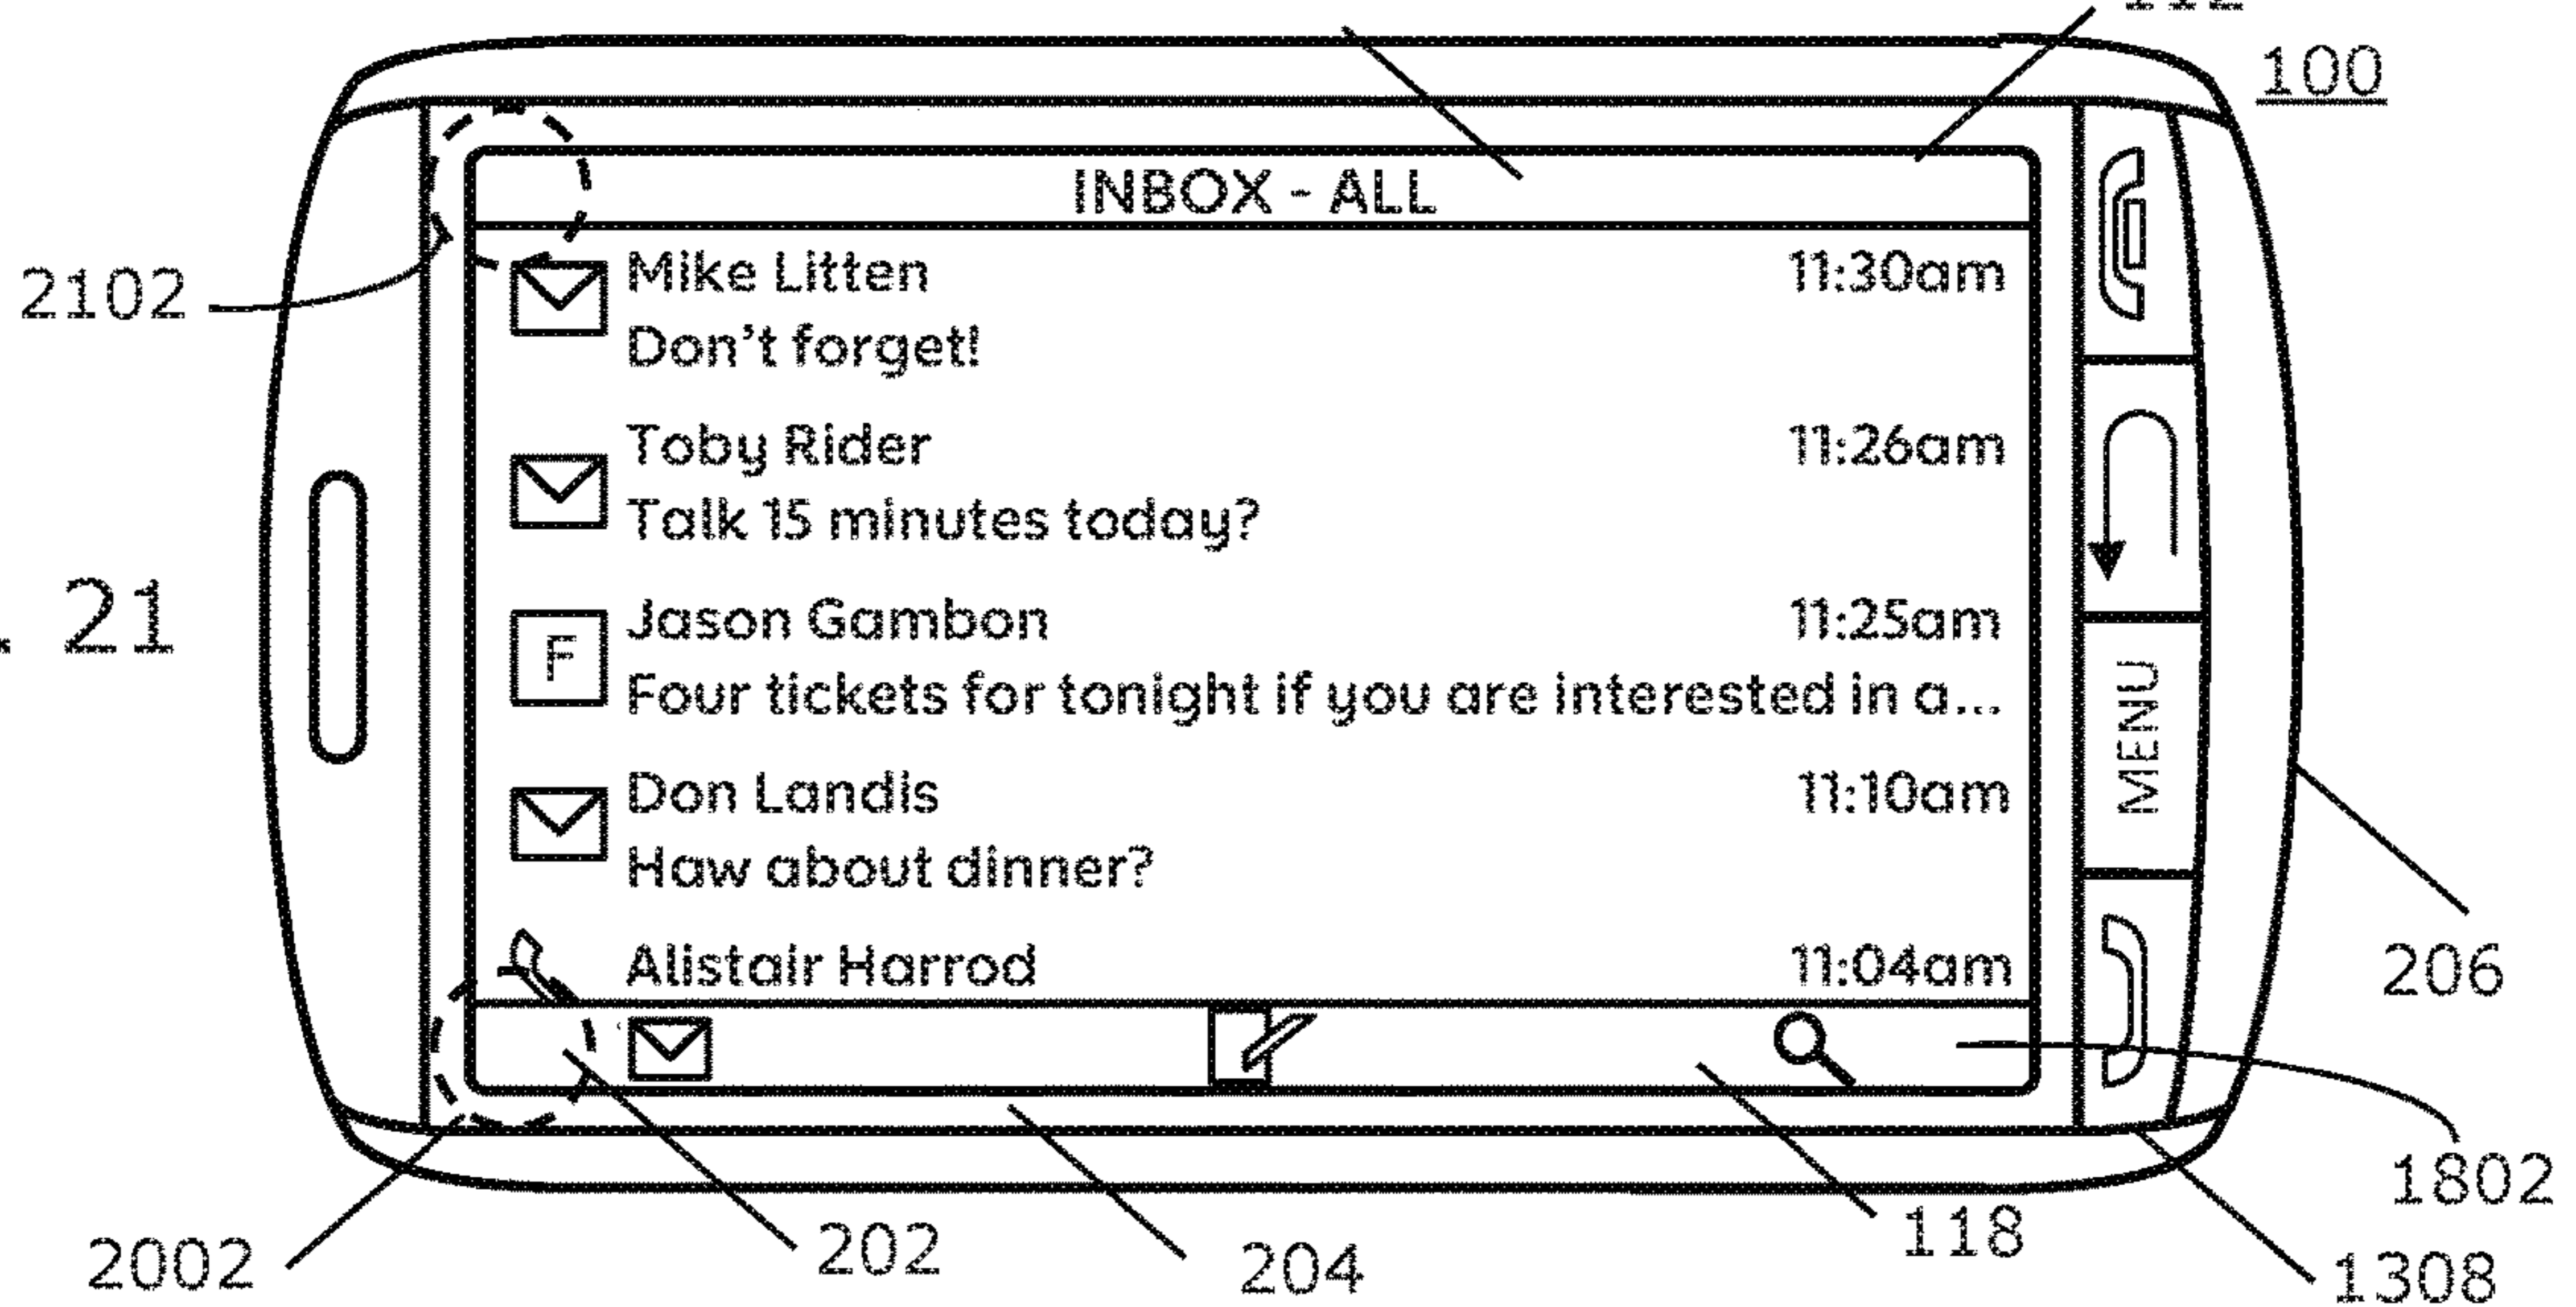 100
INBOX - ALL
Mike Litten 11:30am
Don't forget!
2102
Toby Rider 11:26am
Talk 15 minutes today?
21
Jason Gambon 11:25am
F
Four tickets for tonight if you are interested in a...
MENU
Don Landis 11:10am
Haw about dinner?
206
Alistair Harrod 11:04am
1802
2002
202
204
118
1308